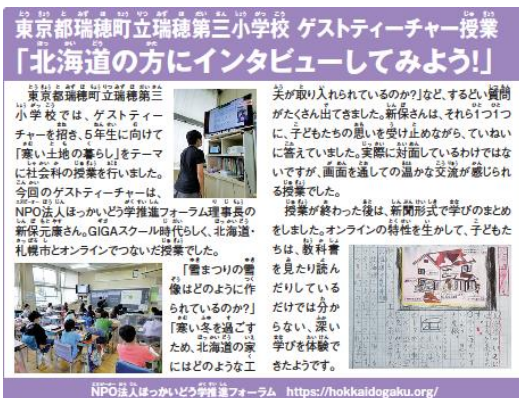 東京都瑞穂町立瑞穂第三小学校 ゲストティーチャー授業
「北海道の方にインタビューしてみよう!」
東京都瑞穂町立瑞穂第三
小学校では、ゲストティー
チャーを招き、5年生に向けて
「寒い土地の暮らし」をテーマ
に社会科の授業を行いました。
今回のゲストティーチャーは、
NPO法人ほっかいどう学推進フォーラム理事長の
新保元康さん。GIGAスクール時代らしく、北海道・
札幌市とオンラインでつないだ授業でした。
「雪まつりの雪
像はどのように作
られているのか?」
「寒い冬を過ごす
ため、北海道の家
にはどのような工
夫が取り入れられているのか?」など、するどい質問
がたくさん出てきました。新保さんは、それら1つ1つ
に、子どもたちの思いを受け止めながら、ていねい
に答えていました。実際に対面しているわけではな
いですが、画面を通しての温かな交流が感じられ
る授業でした。
授業が終わった後は、新聞形式で学びのまとめ
をしました。オンラインの特性を生かして、子どもた
ちは、教科書
を見たり読ん
だりしている
だけでは分か
らない、深い
学びを体験で
きたようです。
NPO法人ほっかいどう学推進フォーラム https://hokkaidogaku.org/